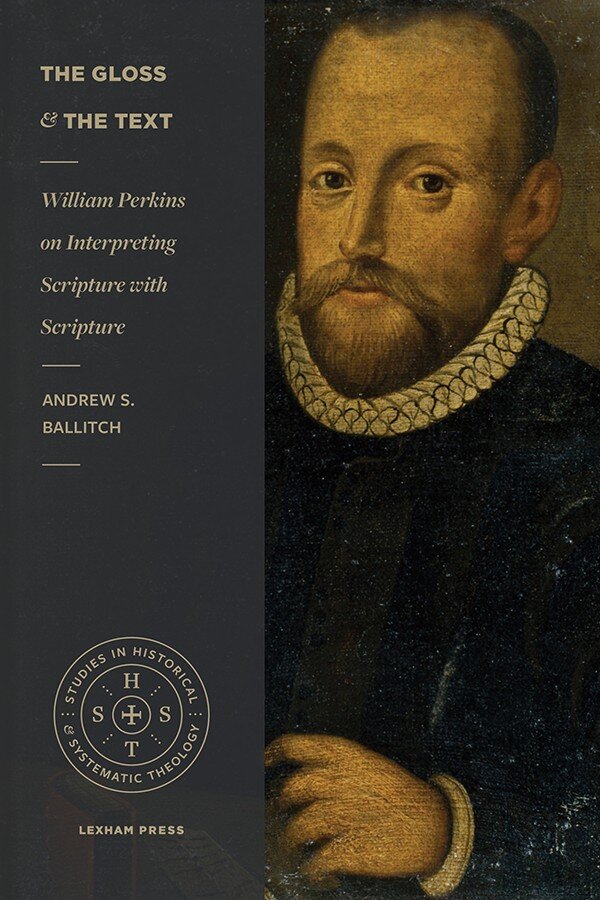 THE GLOSS
& THE TEXT
William Perkins
on Interpreting
Scripture with
Scripture
ANDREW S.
BALLITCH
STUDIES IN HISTORICAL
& SYSTEMATIC THEOLOGY
H
S S
T
LEXHAM PRESS